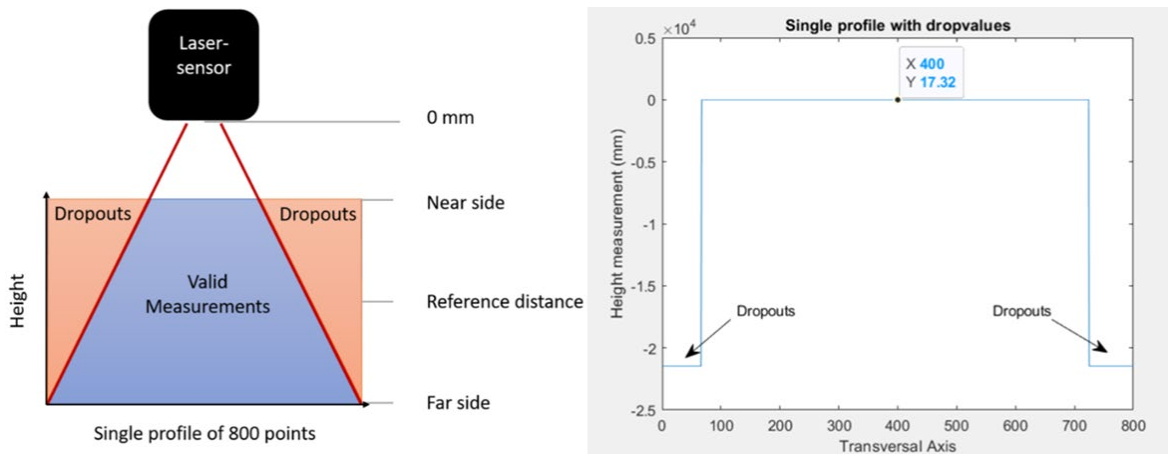 Laser-
sensor
0 mm
Near side
Dropouts
Dropouts
Valid
Measurements
Height
Reference distance
Far side
Single profile of 800 points
Single profile with dropvalues
×10⁴
X 400
Y 17.32
0.5
0
-0.5
-1
-1.5
-2
-2.5
Height measurement (mm)
Dropouts
Dropouts
0
100
200
300
400
500
600
700
800
Transversal Axis